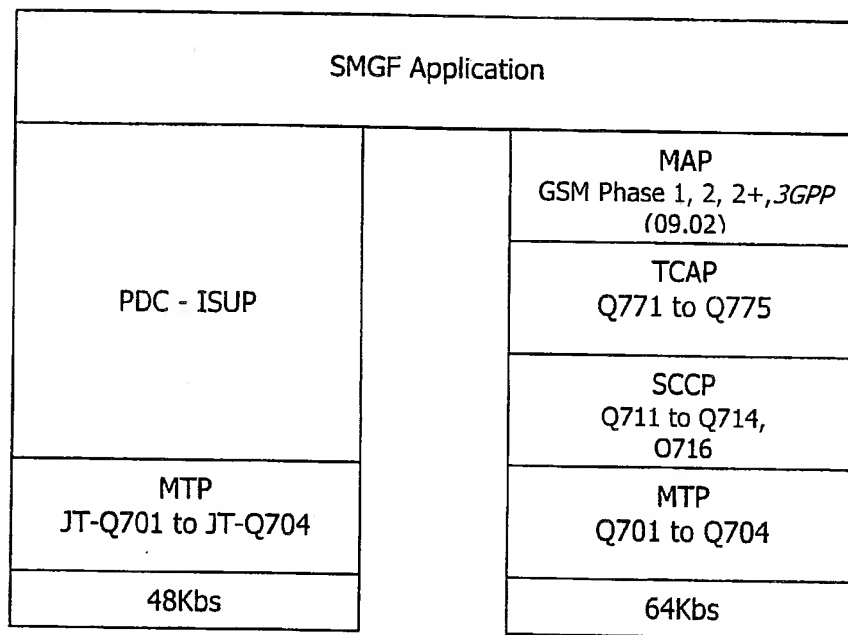 SMGF Application
PDC - ISUP
MTP
JT-Q701 to JT-Q704
48Kbs
MAP
GSM Phase 1, 2, 2+,3GPP
(09.02)
TCAP
Q771 to Q775
SCCP
Q711 to Q714,
Q716
MTP
Q701 to Q704
64Kbs